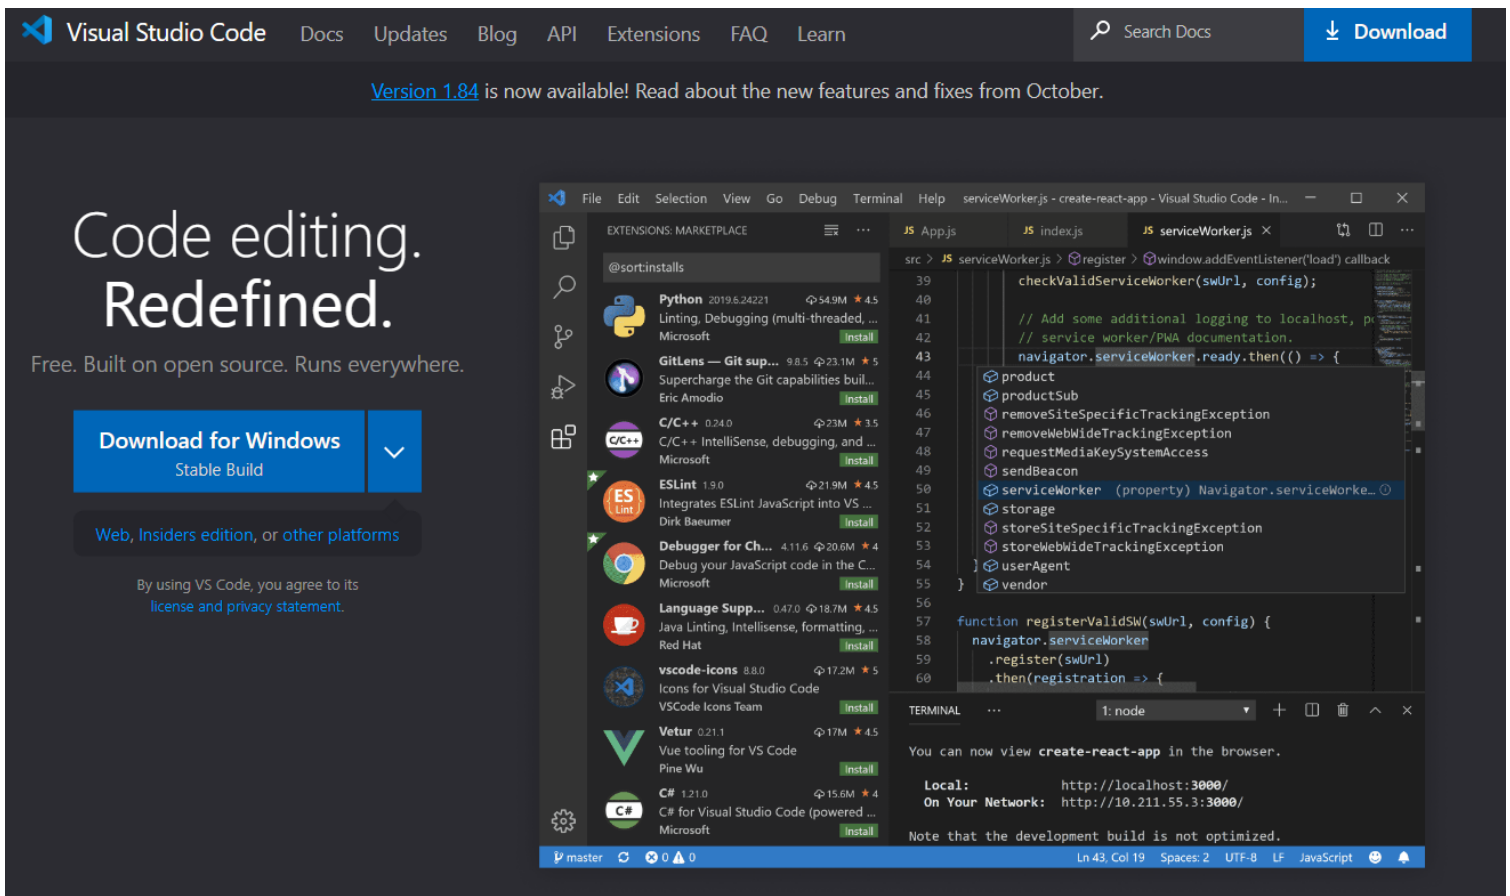 Visual Studio Code Docs Updates Blog API Extensions FAQ Learn Search Docs Download
Version 1.84 is now available! Read about the new features and fixes from October.
Code editing.
Redefined.
Free. Built on open source. Runs everywhere.
Download for Windows
Stable Build
Web, Insiders edition, or other platforms
By using VS Code, you agree to its
license and privacy statement.
File Edit Selection View Go Debug Terminal Help serviceWorker.js - create-react-app - Visual Studio Code - In...
EXTENSIONS: MARKETPLACE
@sort:installs
Python 2019.6.24221 54.9M 4.5
Linting, Debugging (multi-threaded, ...
Microsoft Install
GitLens — Git sup... 9.8.5 23.1M 5
Supercharge the Git capabilities buil...
Eric Amodio Install
C/C++ 0.24.0 23M 3.5
C/C++ C/C++ IntelliSense, debugging, and ...
Microsoft Install
ESLint 1.9.0 21.9M 4.5
ES Lint Integrates ESLint JavaScript into VS ...
Dirk Baeumer Install
Debugger for Ch... 4.11.6 20.6M 4
Debug your JavaScript code in the C...
Microsoft Install
Language Supp... 0.47.0 18.7M 4.5
Java Linting, Intellisense, formatting, ...
Red Hat Install
vscode-icons 8.8.0 17.2M 5
Icons for Visual Studio Code
VSCode Icons Team Install
Vetur 0.21.1 17M 4.5
Vue tooling for VS Code
Pine Wu Install
C# 1.21.0 15.6M 4
C# C# for Visual Studio Code (powered ...
Microsoft Install
JS App.js JS index.js JS serviceWorker.js
src > JS serviceWorker.js > register > window.addEventListener('load') callback
39 checkValidServiceWorker(swUrl, config);
40
41 // Add some additional logging to localhost, p
42 // service worker/PWA documentation.
43 navigator.serviceWorker.ready.then(() => {
44 product
45 productSub
46 removeSiteSpecificTrackingException
47 removeWebWideTrackingException
48 requestMediaKeySystemAccess
49 sendBeacon
50 serviceWorker (property) Navigator.serviceWorke...
51 storage
52 storeSiteSpecificTrackingException
53 storeWebWideTrackingException
54 } userAgent
55 } vendor
56
57 function registerValidSW(swUrl, config) {
58 navigator.serviceWorker
59 .register(swUrl)
60 .then(registration => {
TERMINAL ... 1: node
You can now view create-react-app in the browser.
Local: http://localhost:3000/
On Your Network: http://10.211.55.3:3000/
Note that the development build is not optimized.
master 0 0 Ln 43, Col 19 Spaces: 2 UTF-8 LF JavaScript